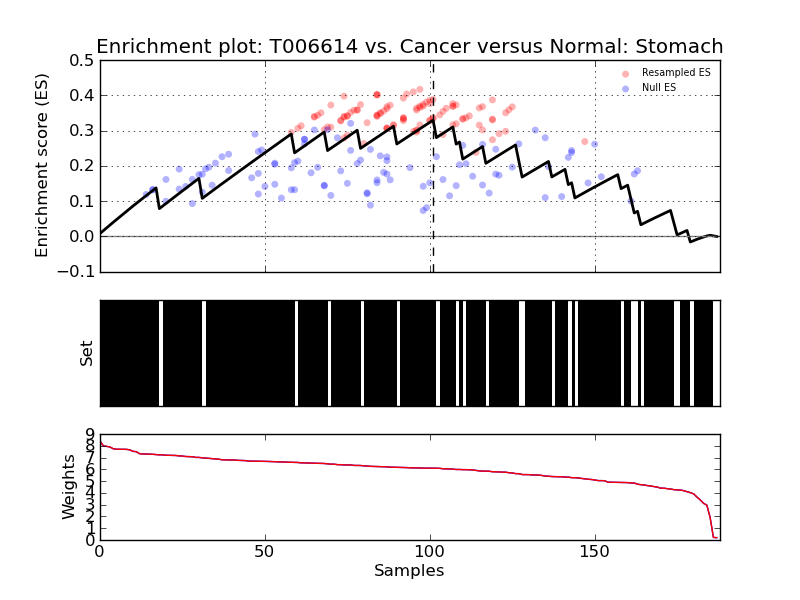 Enrichment plot: T006614 vs. Cancer versus Normal: Stomach
Enrichment score (ES)
0.5
0.4
0.3
0.2
0.1
0.0
−0.1
Resampled ES
Null ES
Set
Weights
9
8
7
6
5
4
3
2
1
0
0 50 100 150
Samples